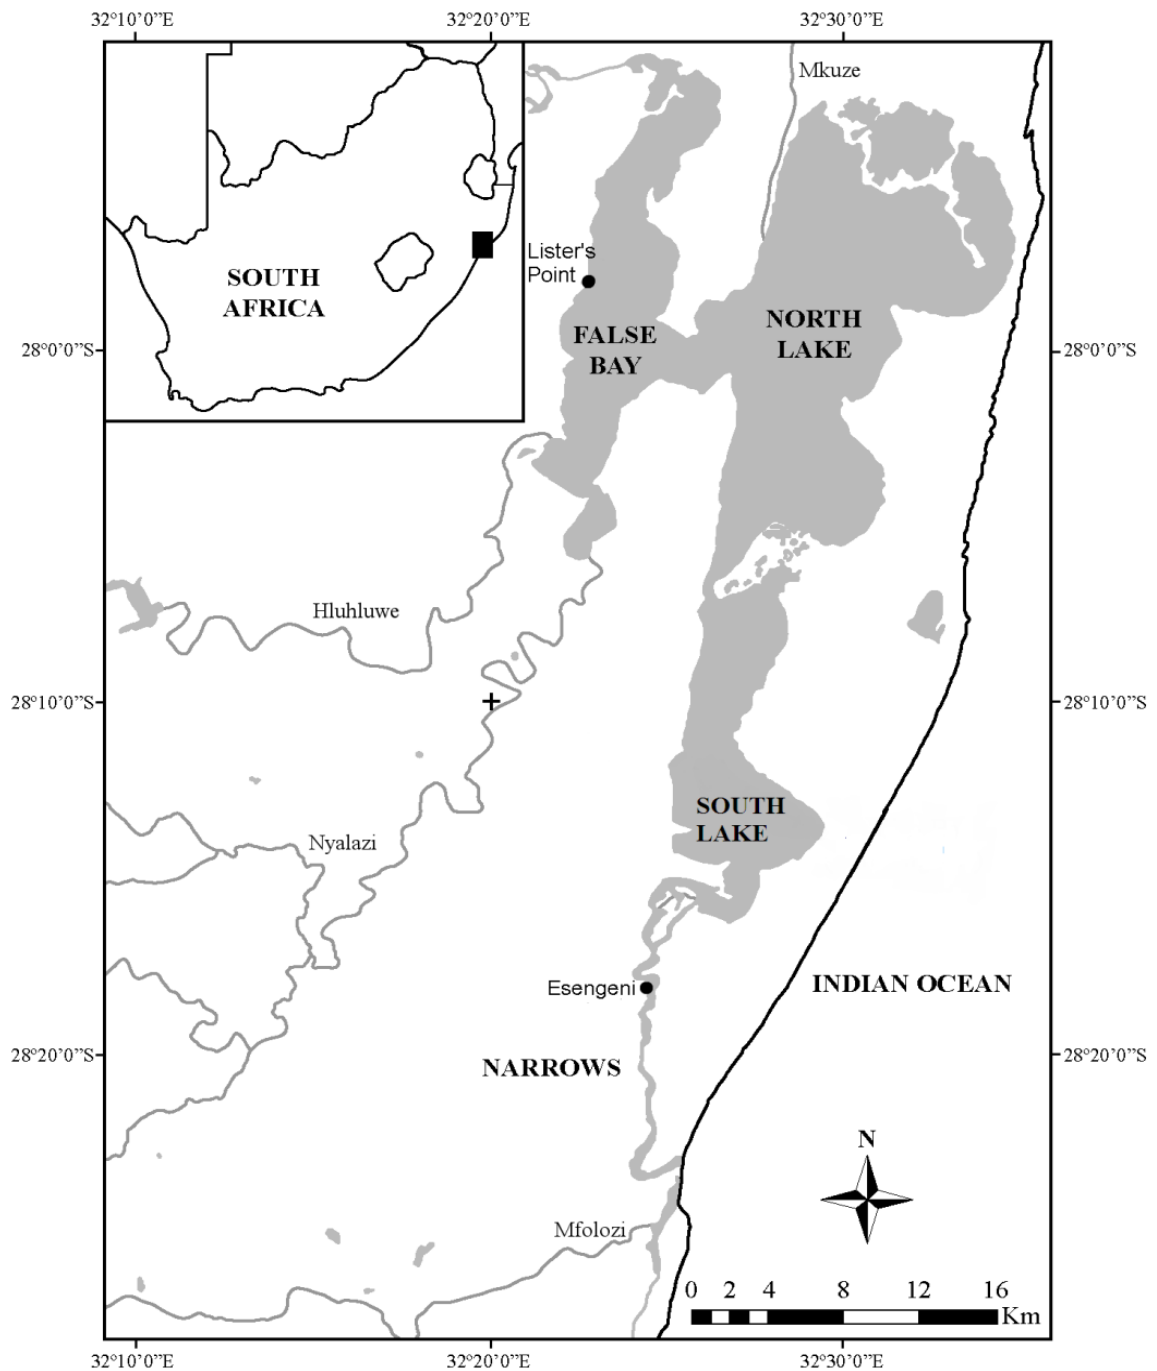 32°10'0”E
32°20'0”E
32°30'0”E
Mkuze
Lister's
Point
SOUTH
AFRICA
NORTH
LAKE
FALSE
BAY
28°0'0”S
28°0'0”S
Hluhluwe
28°10'0”S
28°10'0”S
SOUTH
LAKE
Nyalazi
INDIAN OCEAN
Esengeni
28°20'0”S
28°20'0”S
NARROWS
N
Mfolozi
0 2 4 8 12 16
Km
32°10'0”E
32°20'0”E
32°30'0”E